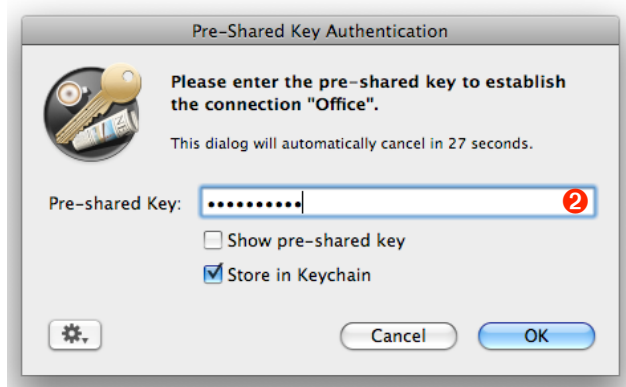 Pre-Shared Key Authentication
Please enter the pre-shared key to establish
the connection "Office".
This dialog will automatically cancel in 27 seconds.
Pre-shared Key: •••••••••• 2
Show pre-shared key
Store in Keychain
Cancel OK